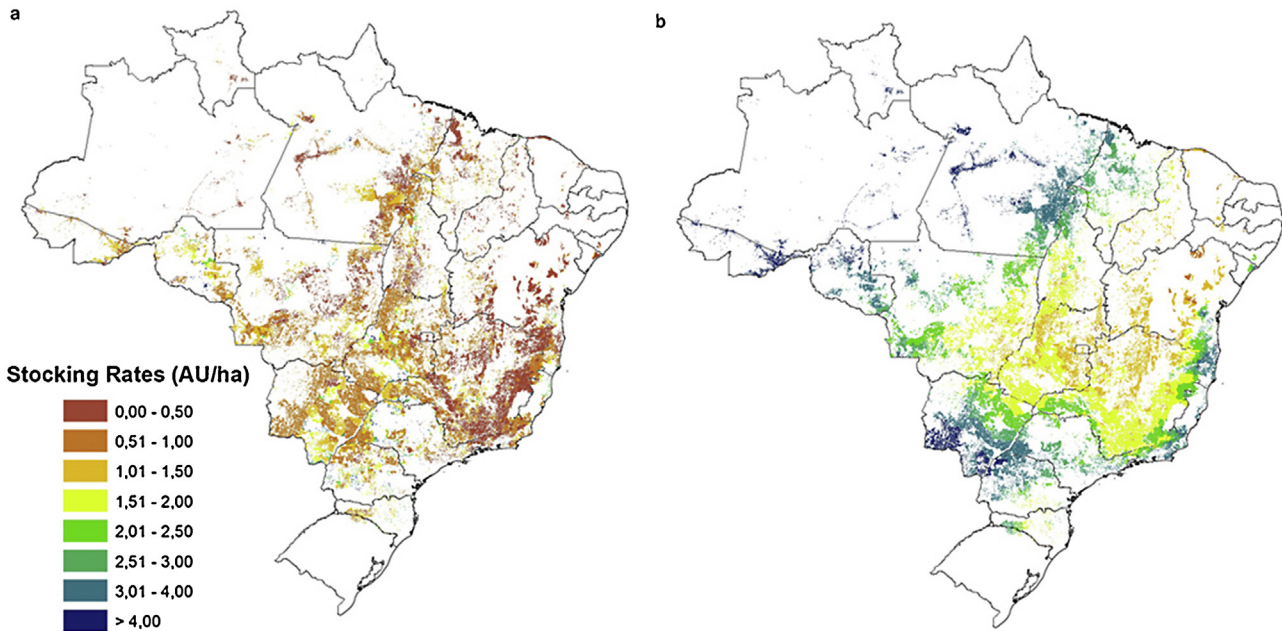 a
b
Stocking Rates (AU/ha)
0,00 - 0,50
0,51 - 1,00
1,01 - 1,50
1,51 - 2,00
2,01 - 2,50
2,51 - 3,00
3,01 - 4,00
> 4,00